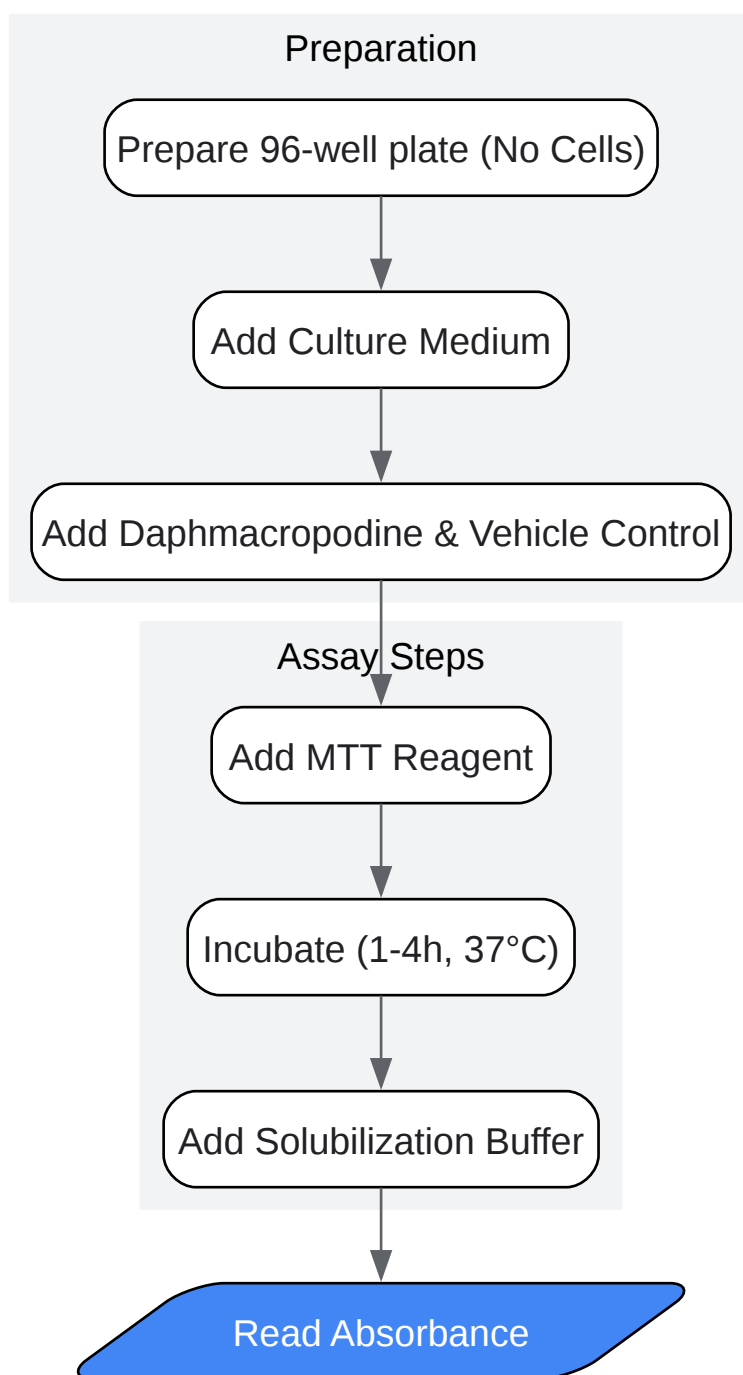 Preparation
Prepare 96-well plate (No Cells)
Add Culture Medium
Add Daphmacropodine & Vehicle Control
Assay Steps
Add MTT Reagent
Incubate (1-4h, 37°C)
Add Solubilization Buffer
Read Absorbance